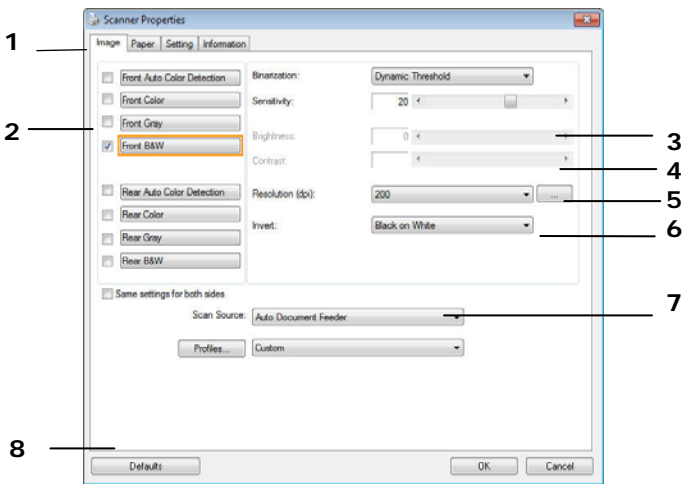 Scanner Properties
1
Image Paper Setting Information
Front Auto Color Detection
Binarization: Dynamic Threshold
Front Color
Sensitivity: 20
2
Front Gray
Brightness: 0
3
Front B&W
Contrast:
4
Rear Auto Color Detection
Resolution (dpi): 200 ...
5
Rear Color
Invert: Black on White
6
Rear Gray
Rear B&W
Same settings for both sides
7
Scan Source: Auto Document Feeder
Profiles... Custom
8
Defaults OK Cancel